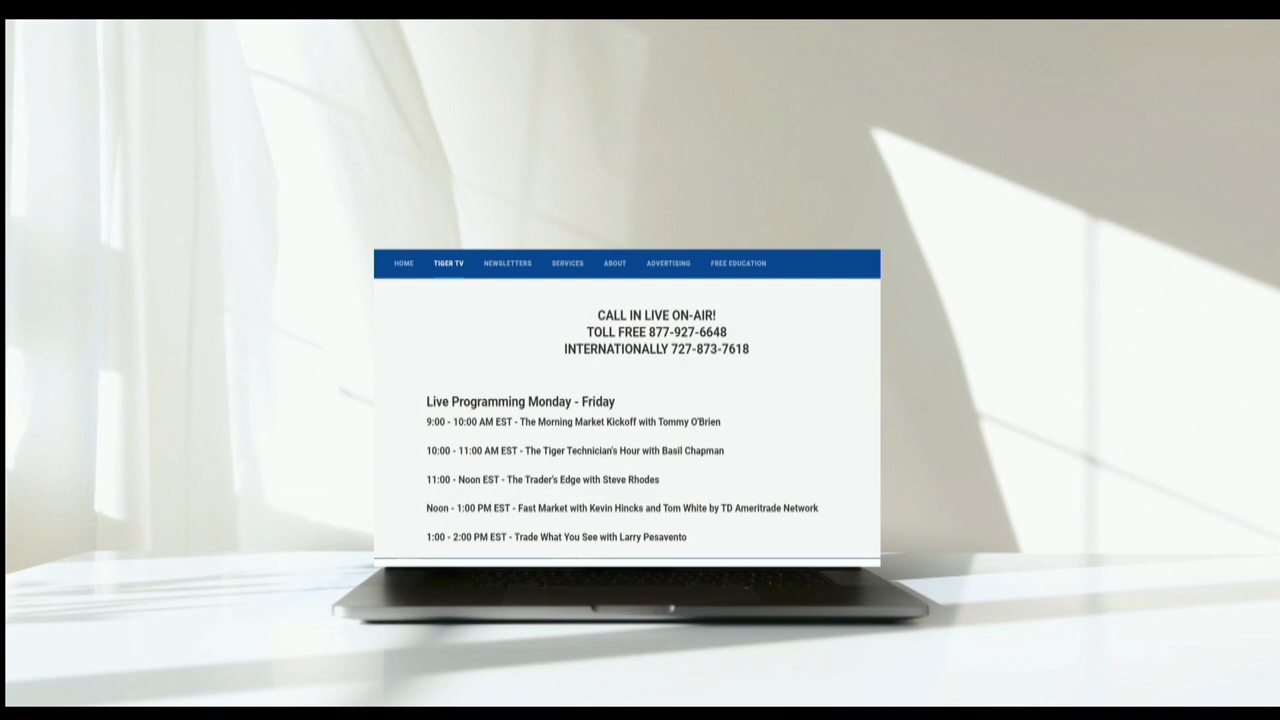 HOME TIGER TV NEWSLETTERS SERVICES ABOUT ADVERTISING FREE EDUCATION
CALL IN LIVE ON-AIR!
TOLL FREE 877-927-6648
INTERNATIONALLY 727-873-7618
Live Programming Monday - Friday
9:00 - 10:00 AM EST - The Morning Market Kickoff with Tommy O'Brien
10:00 - 11:00 AM EST - The Tiger Technician's Hour with Basil Chapman
11:00 - Noon EST - The Trader's Edge with Steve Rhodes
Noon - 1:00 PM EST - Fast Market with Kevin Hincks and Tom White by TD Ameritrade Network
1:00 - 2:00 PM EST - Trade What You See with Larry Pesavento